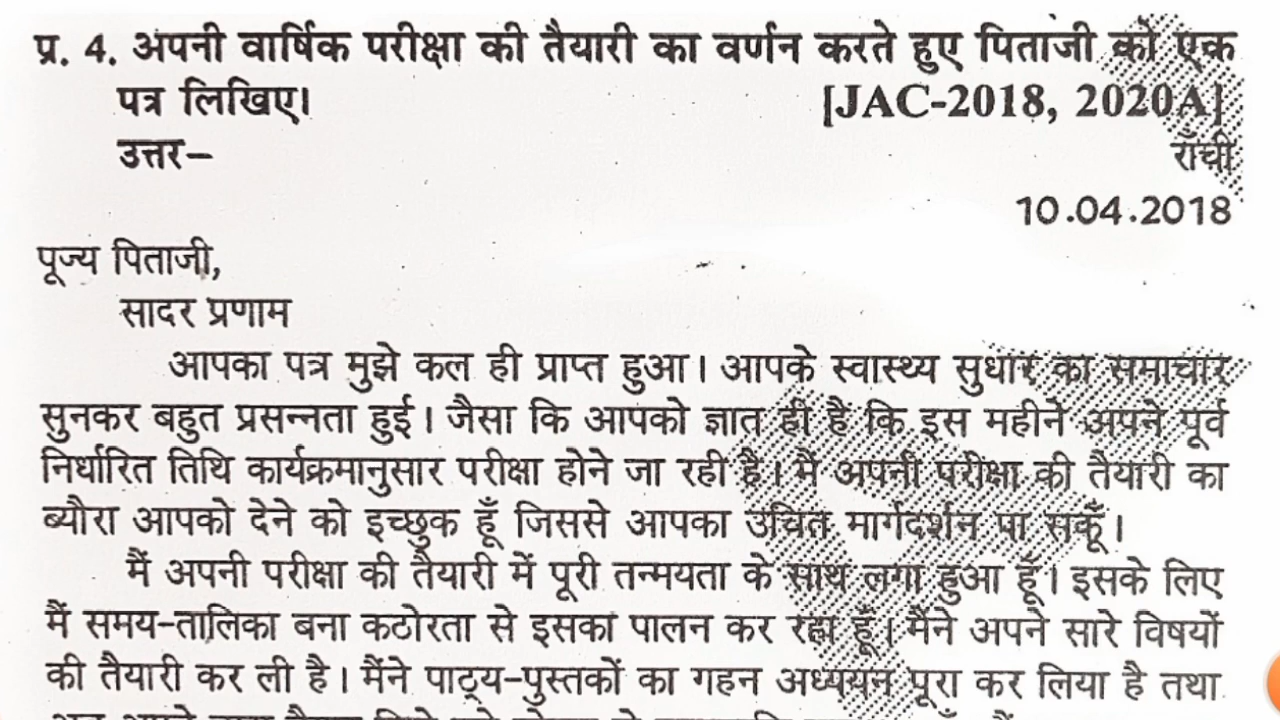 प्र. 4. अपनी वार्षिक परीक्षा की तैयारी का वर्णन करते हुए पिताजी को एक
पत्र लिखिए। [JAC-2018, 2020A]
उत्तर– राँची
10.04.2018
पूज्य पिताजी,
सादर प्रणाम
आपका पत्र मुझे कल ही प्राप्त हुआ। आपके स्वास्थ्य सुधार का समाचार
सुनकर बहुत प्रसन्नता हुई। जैसा कि आपको ज्ञात ही है कि इस महीने अपने पूर्व
निर्धारित तिथि कार्यक्रमानुसार परीक्षा होने जा रही है। मैं अपनी परीक्षा की तैयारी का
ब्यौरा आपको देने को इच्छुक हूँ जिससे आपका उचित मार्गदर्शन पा सकूँ।
मैं अपनी परीक्षा की तैयारी में पूरी तन्मयता के साथ लगा हुआ हूँ। इसके लिए
मैं समय-तालिका बना कठोरता से इसका पालन कर रहा हूँ। मैंने अपने सारे विषयों
की तैयारी कर ली है। मैंने पाठ्य-पुस्तकों का गहन अध्ययन पूरा कर लिया है तथा